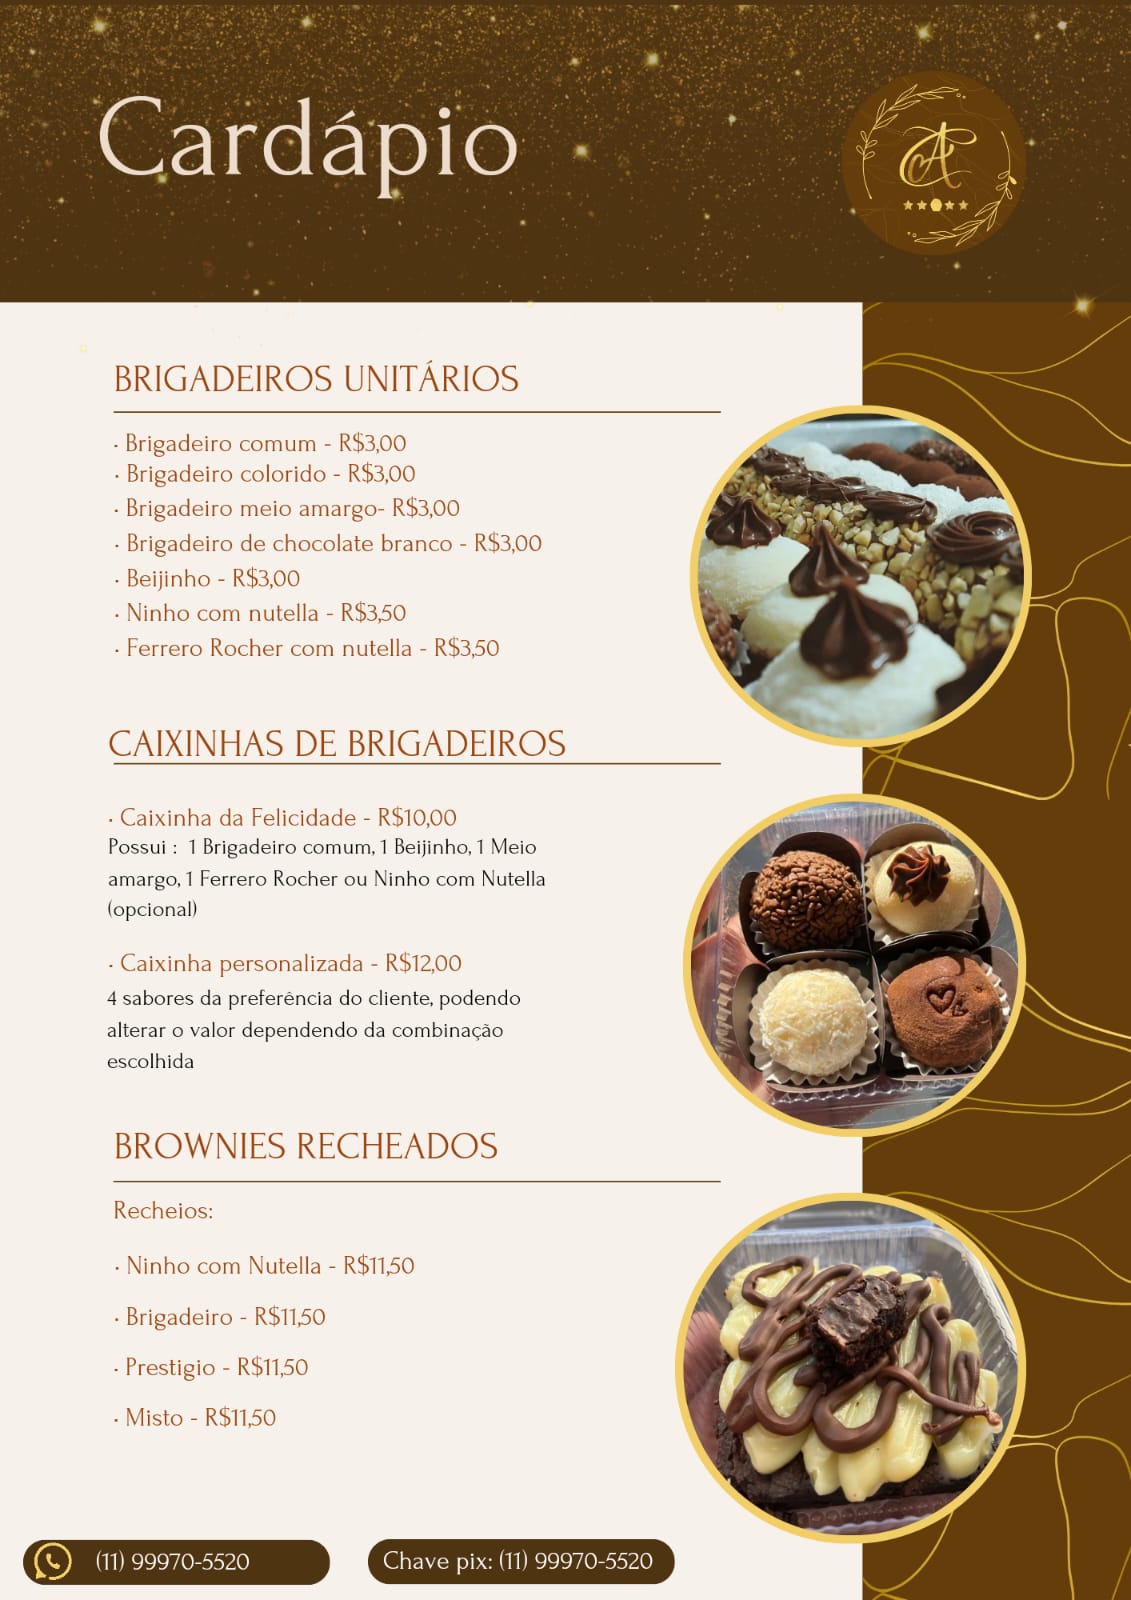 Cardápio
CA
BRIGADEIROS UNITÁRIOS
· Brigadeiro comum - R$3,00
· Brigadeiro colorido - R$3,00
· Brigadeiro meio amargo- R$3,00
· Brigadeiro de chocolate branco - R$3,00
· Beijinho - R$3,00
· Ninho com nutella - R$3,50
· Ferrero Rocher com nutella - R$3,50
CAIXINHAS DE BRIGADEIROS
· Caixinha da Felicidade - R$10,00
Possui : 1 Brigadeiro comum, 1 Beijinho, 1 Meio
amargo, 1 Ferrero Rocher ou Ninho com Nutella
(opcional)
· Caixinha personalizada - R$12,00
4 sabores da preferência do cliente, podendo
alterar o valor dependendo da combinação
escolhida
BROWNIES RECHEADOS
Recheios:
· Ninho com Nutella - R$11,50
· Brigadeiro - R$11,50
· Prestigio - R$11,50
· Misto - R$11,50
(11) 99970-5520
Chave pix: (11) 99970-5520